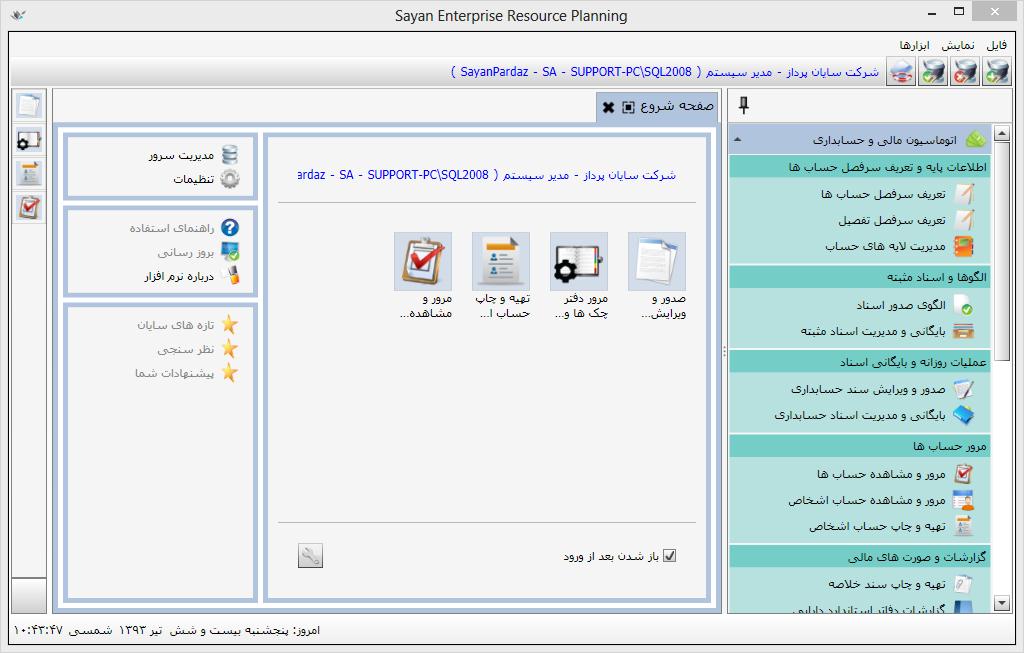 Sayan Enterprise Resource Planning
فایل نمایش ابزارها
شرکت سایان پرداز - مدیر سیستم ( SayanPardaz - SA - SUPPORT-PC\SQL2008 )
صفحه شروع
اتوماسیون مالی و حسابداری
اطلاعات پایه و تعریف سرفصل حساب ها
تعریف سرفصل حساب ها
تعریف سرفصل تفصیل
مدیریت لایه های حساب
الگوها و اسناد مثبته
الگوی صدور اسناد
بایگانی و مدیریت اسناد مثبته
عملیات روزانه و بایگانی اسناد
صدور و ویرایش سند حسابداری
بایگانی و مدیریت اسناد حسابداری
مرور حساب ها
مرور و مشاهده حساب ها
مرور و مشاهده حساب اشخاص
تهیه و چاپ حساب اشخاص
گزارشات و صورت های مالی
تهیه و چاپ سند خلاصه
گزارشات دفاتر استاندارد دارایی
شرکت سایان پرداز - مدیر سیستم ( ardaz - SA - SUPPORT-PC\SQL2008
صدور و
ویرایش...
مرور دفتر
چک ها و...
تهیه و چاپ
حساب ا...
مرور و
مشاهده...
باز شدن بعد از ورود
مدیریت سرور
تنظیمات
راهنمای استفاده
بروز رسانی
درباره نرم افزار
تازه های سایان
نظر سنجی
پیشنهادات شما
امروز: پنجشنبه بیست و شش تیر ۱۳۹۳ شمسی ۱۰:۴۳:۴۷